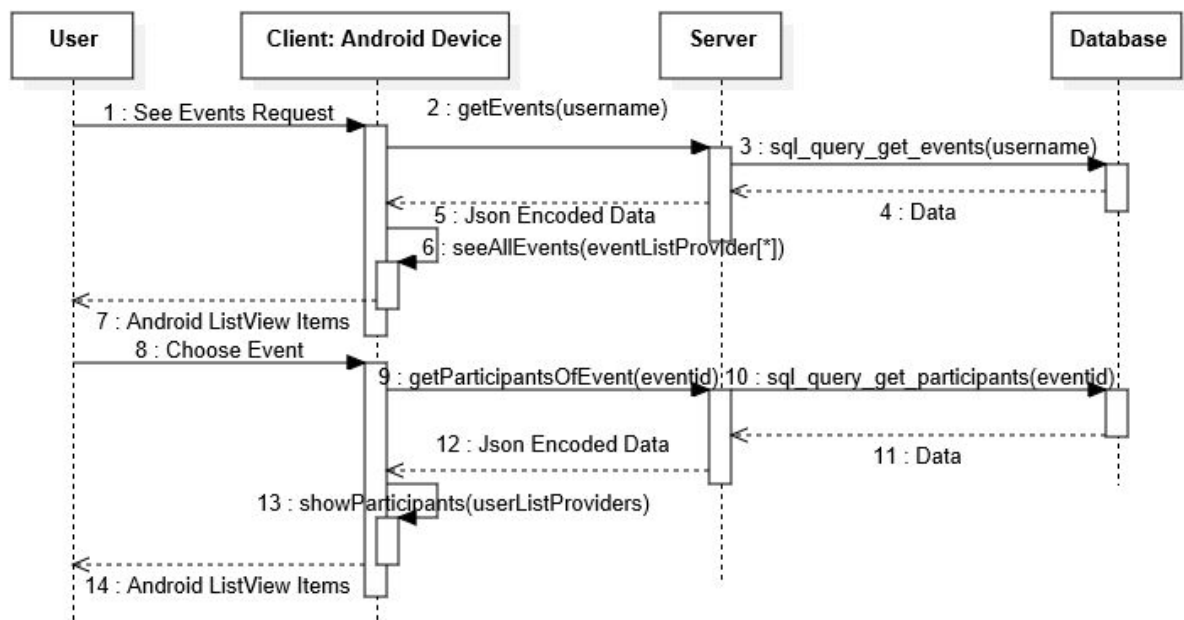 User
Client: Android Device
Server
Database
1 : See Events Request
2 : getEvents(username)
3 : sql_query_get_events(username)
4 : Data
5 : Json Encoded Data
6 : seeAllEvents(eventListProvider[*])
7 : Android ListView Items
8 : Choose Event
9 : getParticipantsOfEvent(eventid)
10 : sql_query_get_participants(eventid)
11 : Data
12 : Json Encoded Data
13 : showParticipants(userListProviders)
14 : Android ListView Items